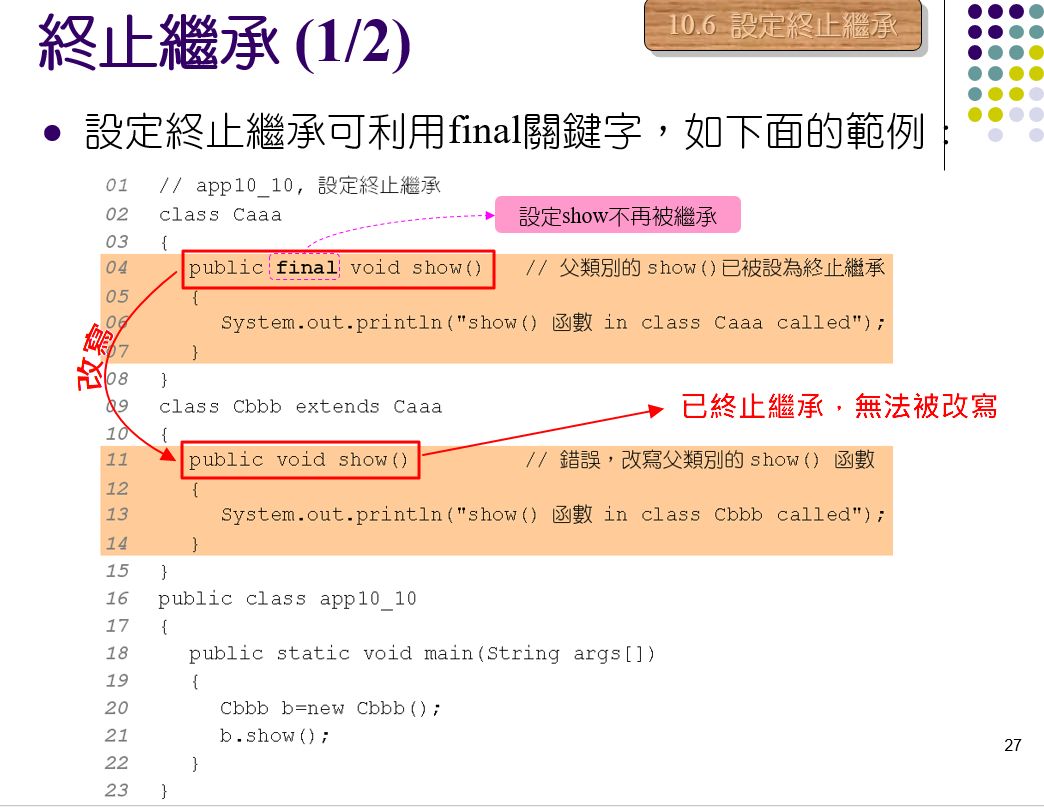 10.6 設定終止繼承
終止繼承 (1/2)
設定終止繼承可利用final關鍵字，如下面的範例：
01 // app10_10, 設定終止繼承
02 class Caaa
設定show不再被繼承
03 {
04 public final void show() // 父類別的 show()已被設為終止繼承
05 {
06 System.out.println("show() 函數 in class Caaa called");
07 }
改寫
08 }
09 class Cbbb extends Caaa
已終止繼承，無法被改寫
10 {
11 public void show() // 錯誤，改寫父類別的 show() 函數
12 {
13 System.out.println("show() 函數 in class Cbbb called");
14 }
15 }
16 public class app10_10
17 {
18 public static void main(String args[])
19 {
20 Cbbb b=new Cbbb();
21 b.show();
22 }
23 }
27